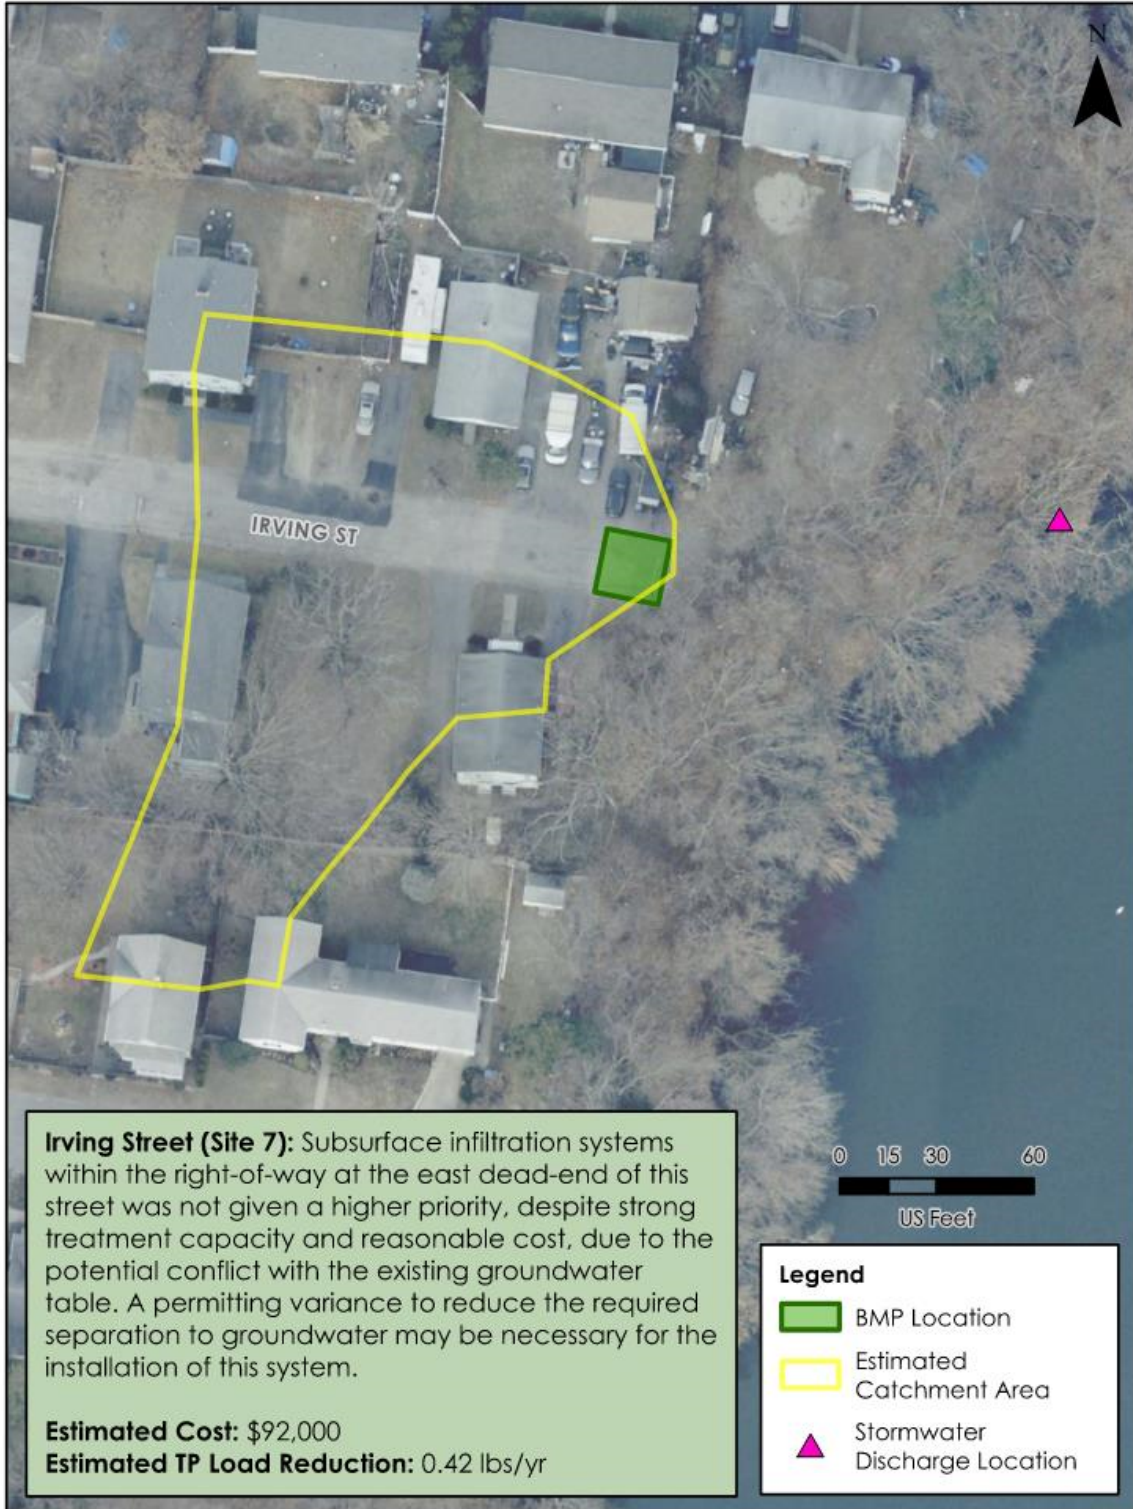 N
IRVING ST
Irving Street (Site 7): Subsurface infiltration systems
within the right-of-way at the east dead-end of this
street was not given a higher priority, despite strong
treatment capacity and reasonable cost, due to the
potential conflict with the existing groundwater
table. A permitting variance to reduce the required
separation to groundwater may be necessary for the
installation of this system.
Estimated Cost: $92,000
Estimated TP Load Reduction: 0.42 lbs/yr
0 15 30 60
US Feet
Legend
BMP Location
Estimated
Catchment Area
Stormwater
Discharge Location